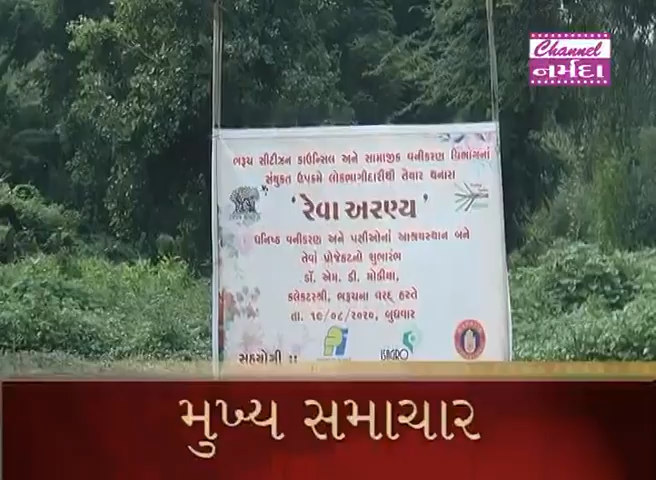 Channel
નર્મદા
ભરૂચ સીટીઝન કાઉન્સિલ અને સામાજીક વનીકરણ વિભાગનાં
સંયુક્ત ઉપક્રમે લોકભાગીદારીથી તૈયાર થનારા
'રેવા અરણ્ય'
ઘનિષ્ઠ વનીકરણ અને પક્ષીઓનાં આશ્રયસ્થાન બને
તેવાં પ્રોજેક્ટનો શુભારંભ
ડૉ. એમ. ડી. મોડીયા,
કલેકટરશ્રી, ભરૂચના વરદ્ હસ્તે
તા. ૧૯/૦૮/૨૦૨૦, બુધવાર
સહયોગી ::
ISAGRO
મુખ્ય સમાચાર